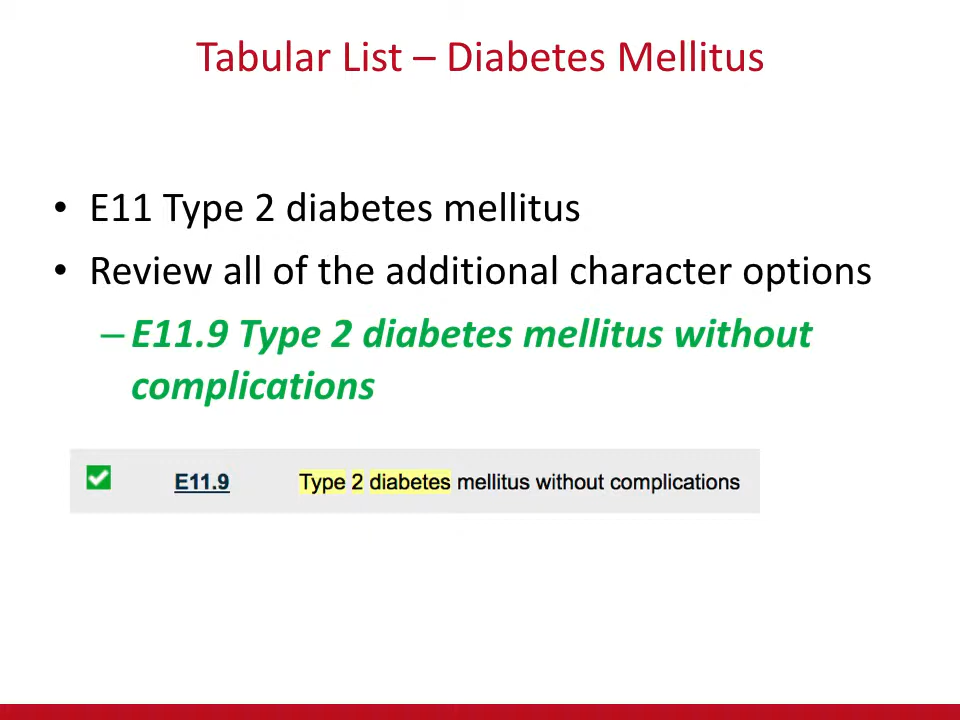 Tabular List – Diabetes Mellitus
• E11 Type 2 diabetes mellitus
• Review all of the additional character options
– E11.9 Type 2 diabetes mellitus without
complications
E11.9 Type 2 diabetes mellitus without complications